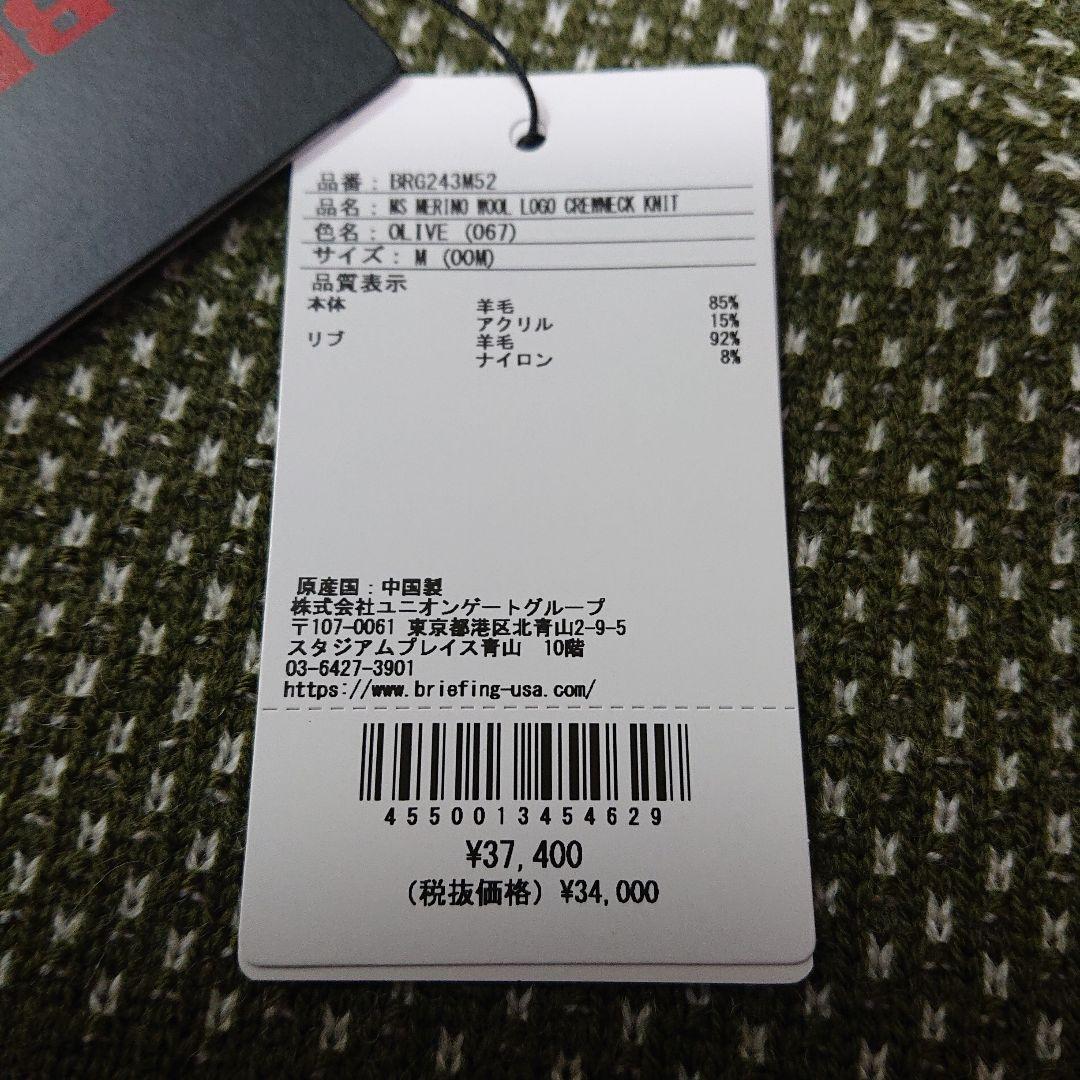 品番 : BRG243M52
品名 : MS MERINO WOOL LOGO CREWNECK KNIT
色名 : OLIVE (067)
サイズ : M (00M)
品質表示
本体 羊毛 85%
アクリル 15%
リブ 羊毛 92%
ナイロン 8%
原産国 : 中国製
株式会社ユニオンゲートグループ
〒107-0061 東京都港区北青山2-9-5
スタジアムプレイス青山 10階
03-6427-3901
https://www.briefing-usa.com/
4550013454629
¥37,400
(税抜価格) ¥34,000